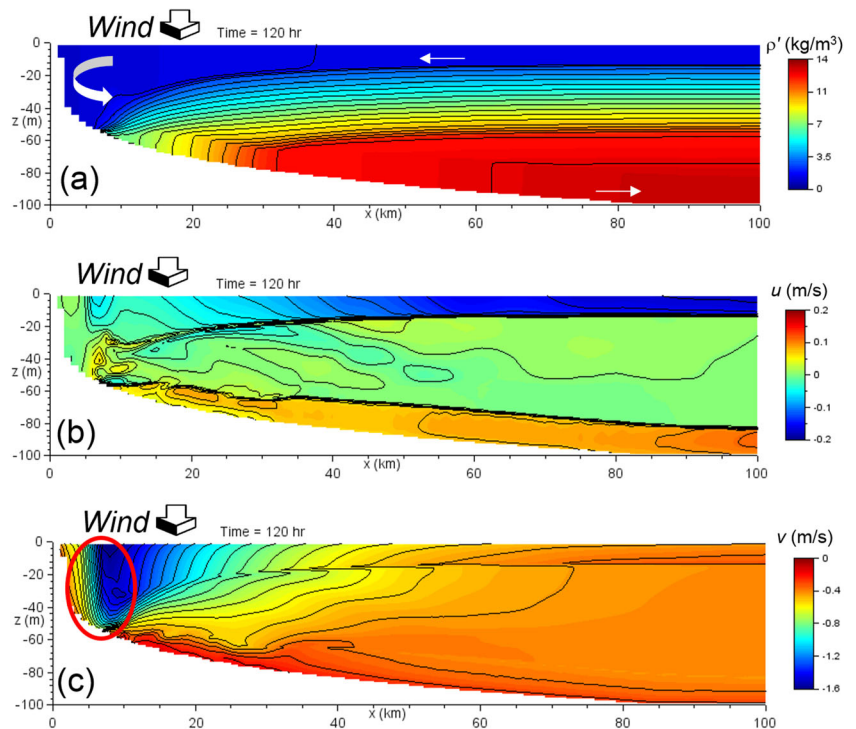 Wind Time = 120 hr ρ′ (kg/m³)
0
-20
-40
z (m)
-60
-80
-100
(a)
0 20 40 60 80 100
x (km)
14
10.5
7
3.5
0
Wind Time = 120 hr u (m/s)
0
-20
-40
z (m)
-60
-80
-100
(b)
0 20 40 60 80 100
x (km)
0.2
0.1
0
-0.1
-0.2
Wind Time = 120 hr v (m/s)
0
-20
-40
z (m)
-60
-80
-100
(c)
0 20 40 60 80 100
x (km)
0
-0.4
-0.8
-1.2
-1.6